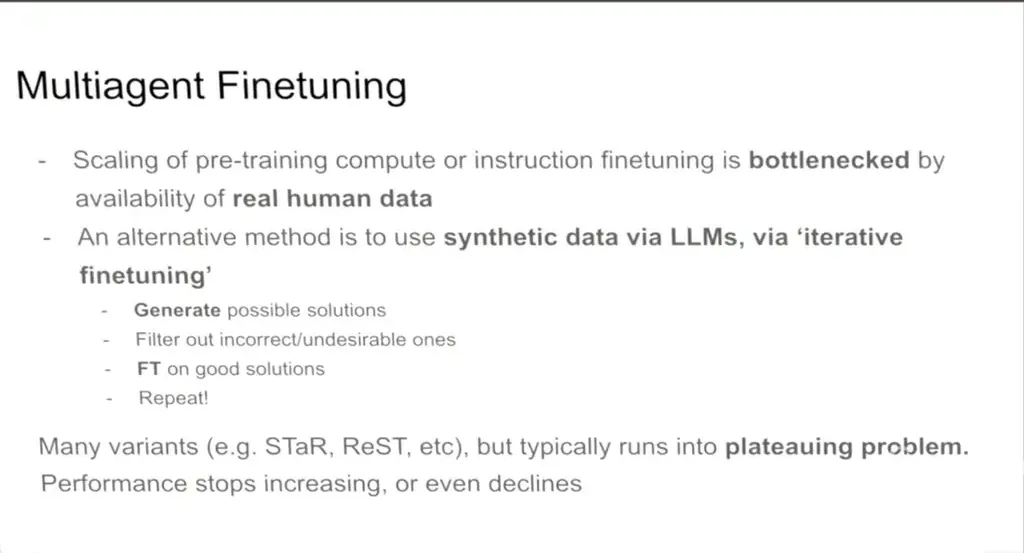 Multiagent Finetuning
- Scaling of pre-training compute or instruction finetuning is bottlenecked by
availability of real human data
- An alternative method is to use synthetic data via LLMs, via ‘iterative
finetuning’
- Generate possible solutions
- Filter out incorrect/undesirable ones
- FT on good solutions
- Repeat!
Many variants (e.g. STaR, ReST, etc), but typically runs into plateauing problem.
Performance stops increasing, or even declines